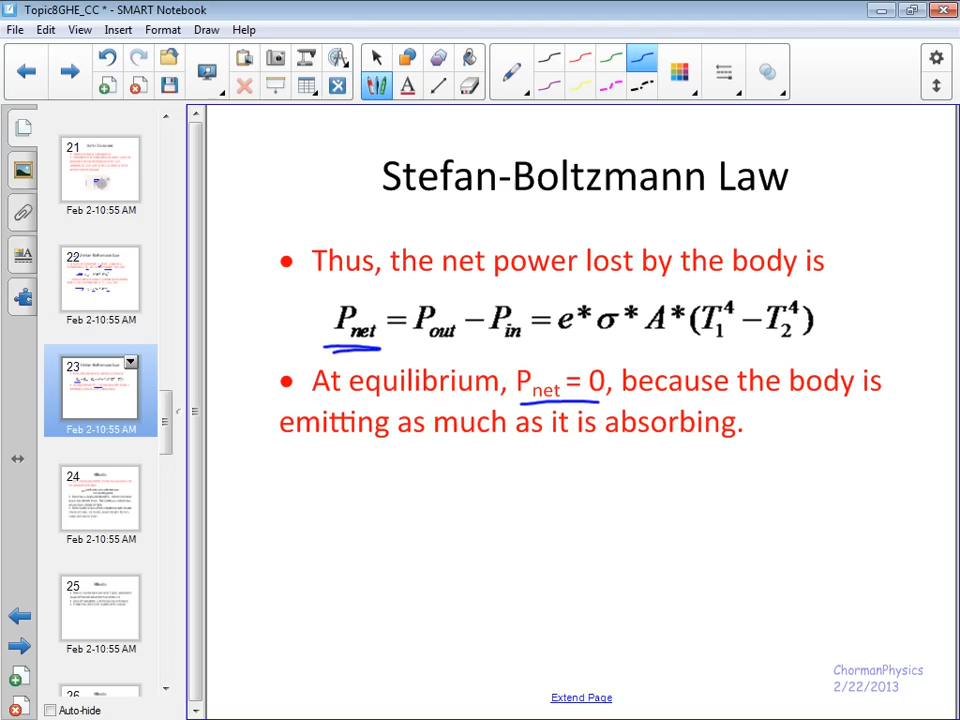 Topic8GHE_CC * - SMART Notebook
File Edit View Insert Format Draw Help
21
Feb 2-10:55 AM
22
Feb 2-10:55 AM
23
Feb 2-10:55 AM
24
Feb 2-10:55 AM
25
Feb 2-10:55 AM
26
Auto-hide
Stefan-Boltzmann Law
• Thus, the net power lost by the body is
P_net = P_out − P_in = e * σ * A * (T₁⁴ − T₂⁴)
• At equilibrium, P_net = 0, because the body is
emitting as much as it is absorbing.
ChormanPhysics
2/22/2013
Extend Page